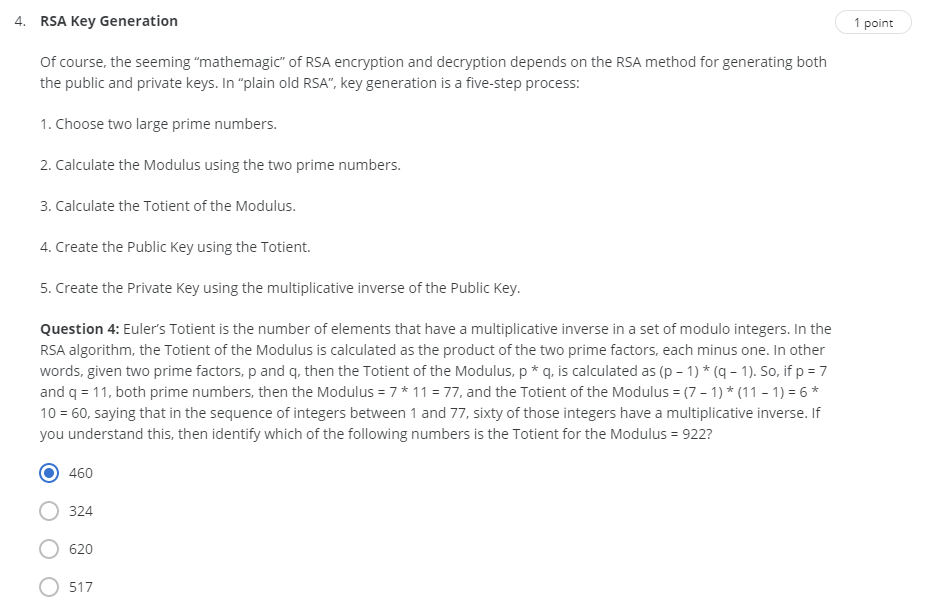 4. RSA Key Generation
1 point
Of course, the seeming “mathemagic” of RSA encryption and decryption depends on the RSA method for generating both
the public and private keys. In “plain old RSA”, key generation is a five-step process:
1. Choose two large prime numbers.
2. Calculate the Modulus using the two prime numbers.
3. Calculate the Totient of the Modulus.
4. Create the Public Key using the Totient.
5. Create the Private Key using the multiplicative inverse of the Public Key.
Question 4: Euler’s Totient is the number of elements that have a multiplicative inverse in a set of modulo integers. In the
RSA algorithm, the Totient of the Modulus is calculated as the product of the two prime factors, each minus one. In other
words, given two prime factors, p and q, then the Totient of the Modulus, p * q, is calculated as (p – 1) * (q – 1). So, if p = 7
and q = 11, both prime numbers, then the Modulus = 7 * 11 = 77, and the Totient of the Modulus = (7 – 1) * (11 – 1) = 6 *
10 = 60, saying that in the sequence of integers between 1 and 77, sixty of those integers have a multiplicative inverse. If
you understand this, then identify which of the following numbers is the Totient for the Modulus = 922?
460
324
620
517